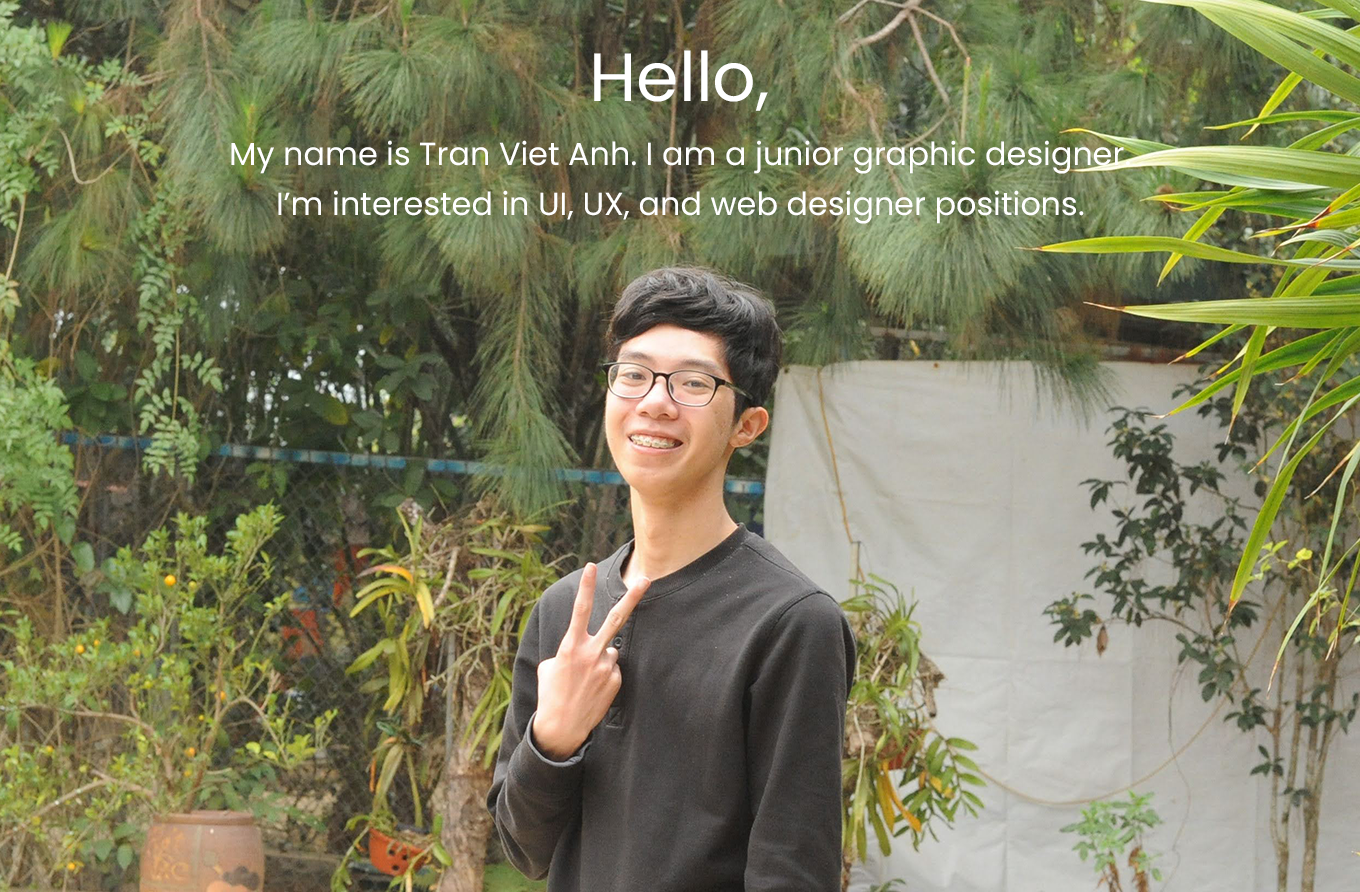 Hello,
My name is Tran Viet Anh. I am a junior graphic designer
I’m interested in UI, UX, and web designer positions.